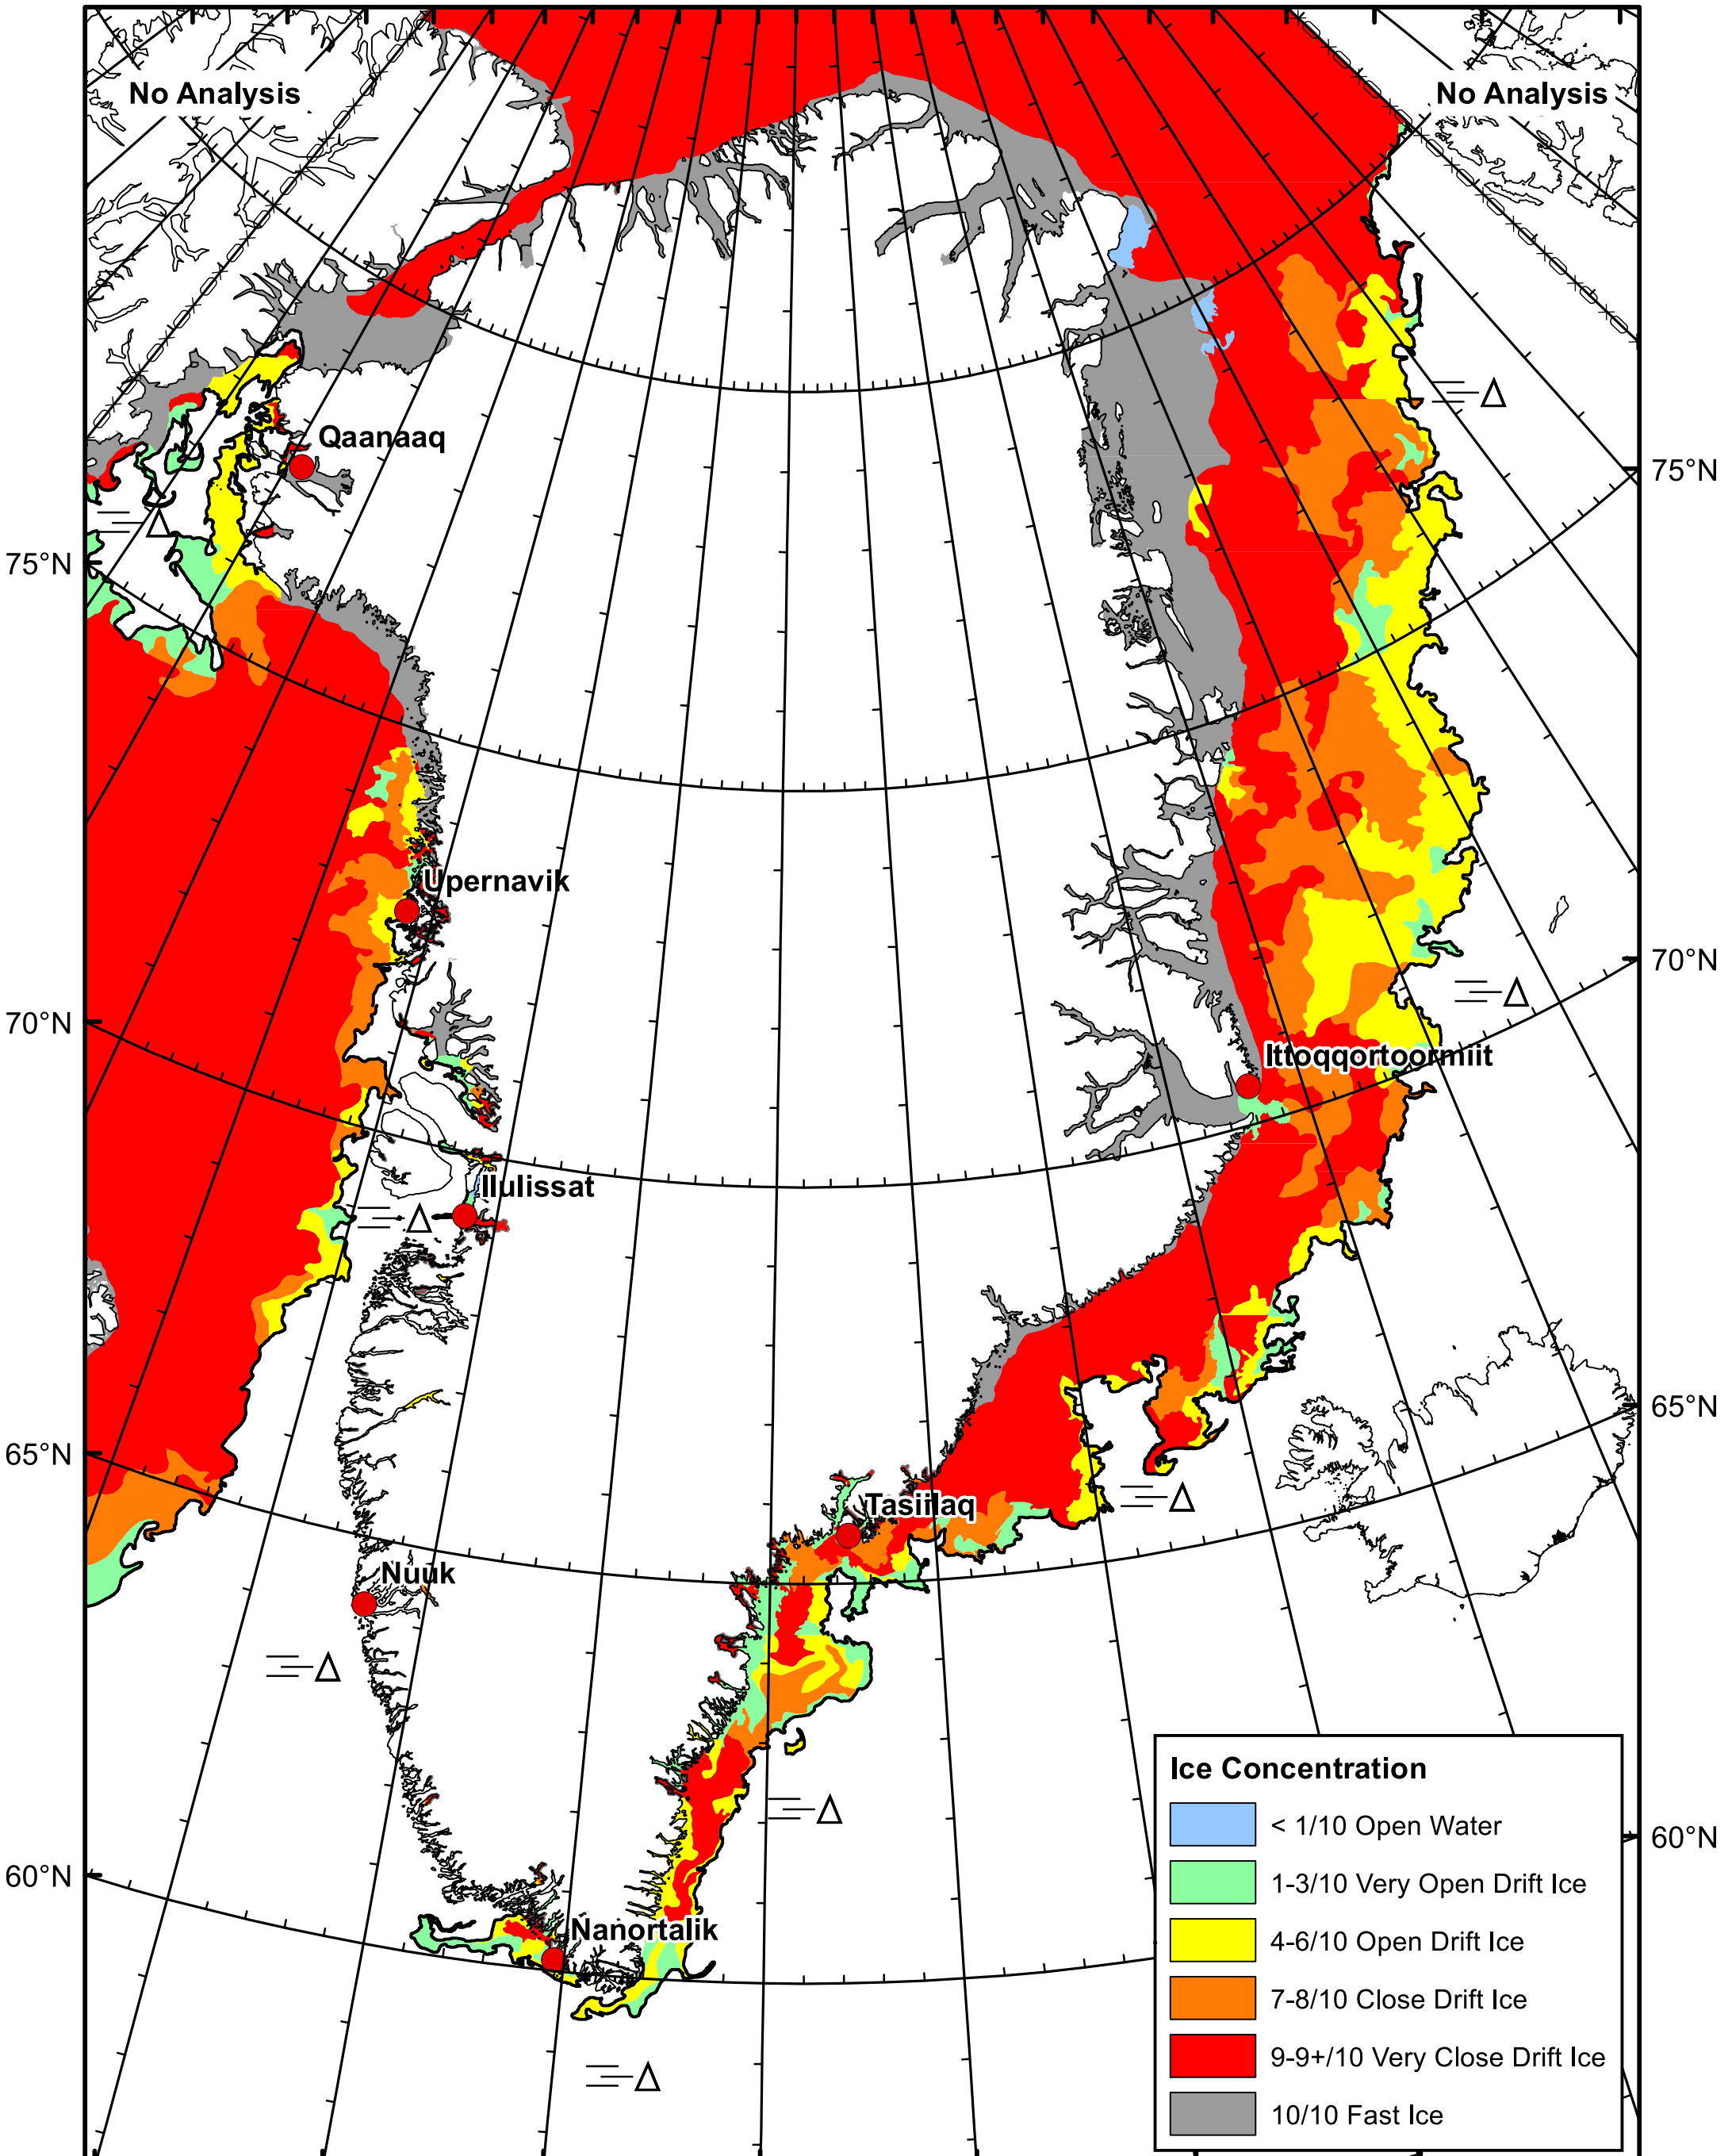 No Analysis
No Analysis
Qaanaaq
75°N
75°N
Upernavik
70°N
70°N
Ittoqqortoormiit
Ilulissat
65°N
65°N
Tasiilaq
Nuuk
60°N
60°N
Nanortalik
Ice Concentration
< 1/10 Open Water
1-3/10 Very Open Drift Ice
4-6/10 Open Drift Ice
7-8/10 Close Drift Ice
9-9+/10 Very Close Drift Ice
10/10 Fast Ice